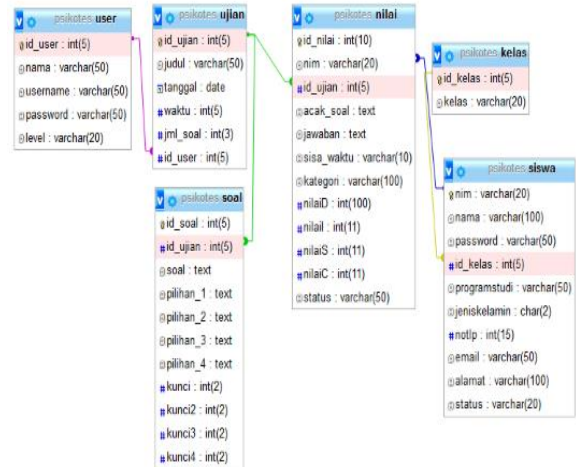 psikotes user
id_user : int(5)
nama : varchar(50)
username : varchar(50)
password : varchar(50)
level : varchar(20)
psikotes ujian
id_ujian : int(5)
judul : varchar(50)
tanggal : date
waktu : int(5)
jml_soal : int(3)
id_user : int(5)
psikotes soal
id_soal : int(5)
id_ujian : int(5)
soal : text
pilihan_1 : text
pilihan_2 : text
pilihan_3 : text
pilihan_4 : text
kunci : int(2)
kunci2 : int(2)
kunci3 : int(2)
kunci4 : int(2)
psikotes nilai
id_nilai : int(10)
nim : varchar(20)
id_ujian : int(5)
acak_soal : text
jawaban : text
sisa_waktu : varchar(10)
kategori : varchar(100)
nilaiD : int(100)
nilaiI : int(11)
nilaiS : int(11)
nilaiC : int(11)
status : varchar(50)
psikotes kelas
id_kelas : int(5)
kelas : varchar(20)
psikotes siswa
nim : varchar(20)
nama : varchar(100)
password : varchar(50)
id_kelas : int(5)
programstudi : varchar(50)
jeniskelamin : char(2)
notlp : int(15)
email : varchar(50)
alamat : varchar(100)
status : varchar(20)